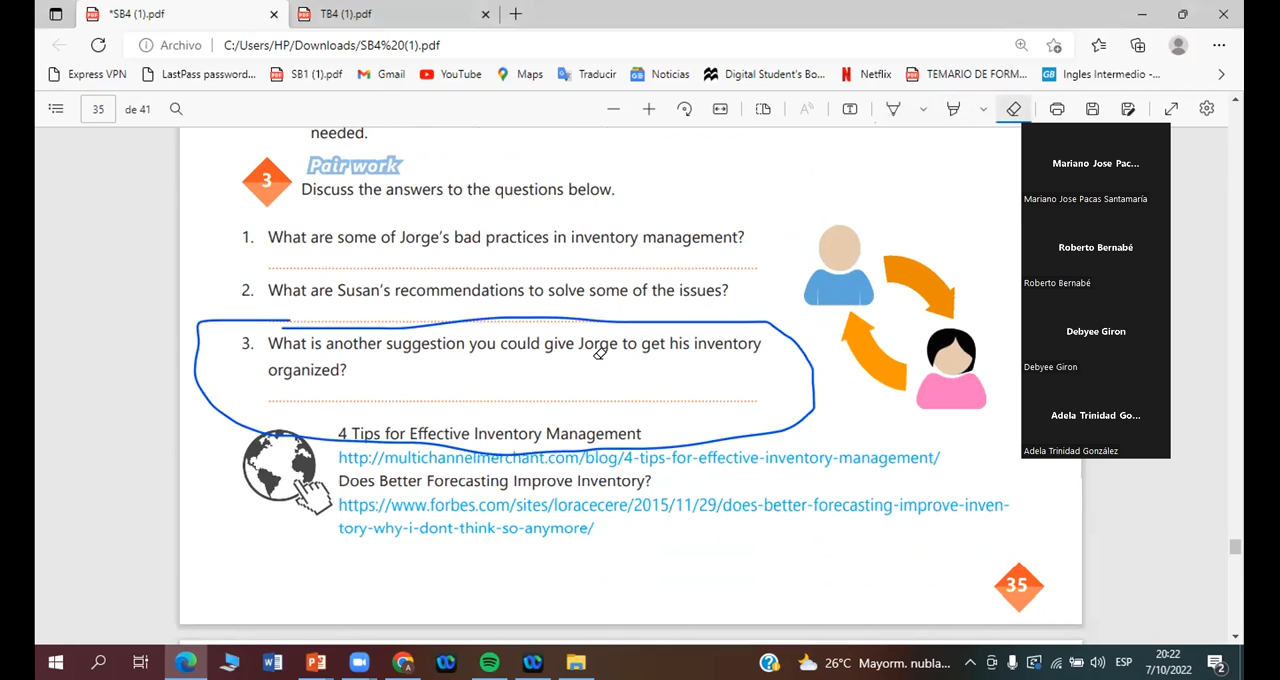 *SB4 (1).pdf
TB4 (1).pdf
Archivo
C:/Users/HP/Downloads/SB4%20(1).pdf
Express VPN
LastPass password...
SB1 (1).pdf
Gmail
YouTube
Maps
Traducir
Noticias
Digital Student's Bo...
Netflix
TEMARIO DE FORM...
Ingles Intermedio -...
35
de 41
needed.
3
Pair work
Discuss the answers to the questions below.
1. What are some of Jorge's bad practices in inventory management?
2. What are Susan's recommendations to solve some of the issues?
3. What is another suggestion you could give Jorge to get his inventory
organized?
4 Tips for Effective Inventory Management
http://multichannelmerchant.com/blog/4-tips-for-effective-inventory-management/
Does Better Forecasting Improve Inventory?
https://www.forbes.com/sites/loracecere/2015/11/29/does-better-forecasting-improve-inven-
tory-why-i-dont-think-so-anymore/
35
Mariano Jose Pac...
Mariano Jose Pacas Santamaría
Roberto Bernabé
Roberto Bernabé
Debyee Giron
Debyee Giron
Adela Trinidad Go...
Adela Trinidad González
26°C Mayorm. nubla...
ESP
20:22
7/10/2022
2